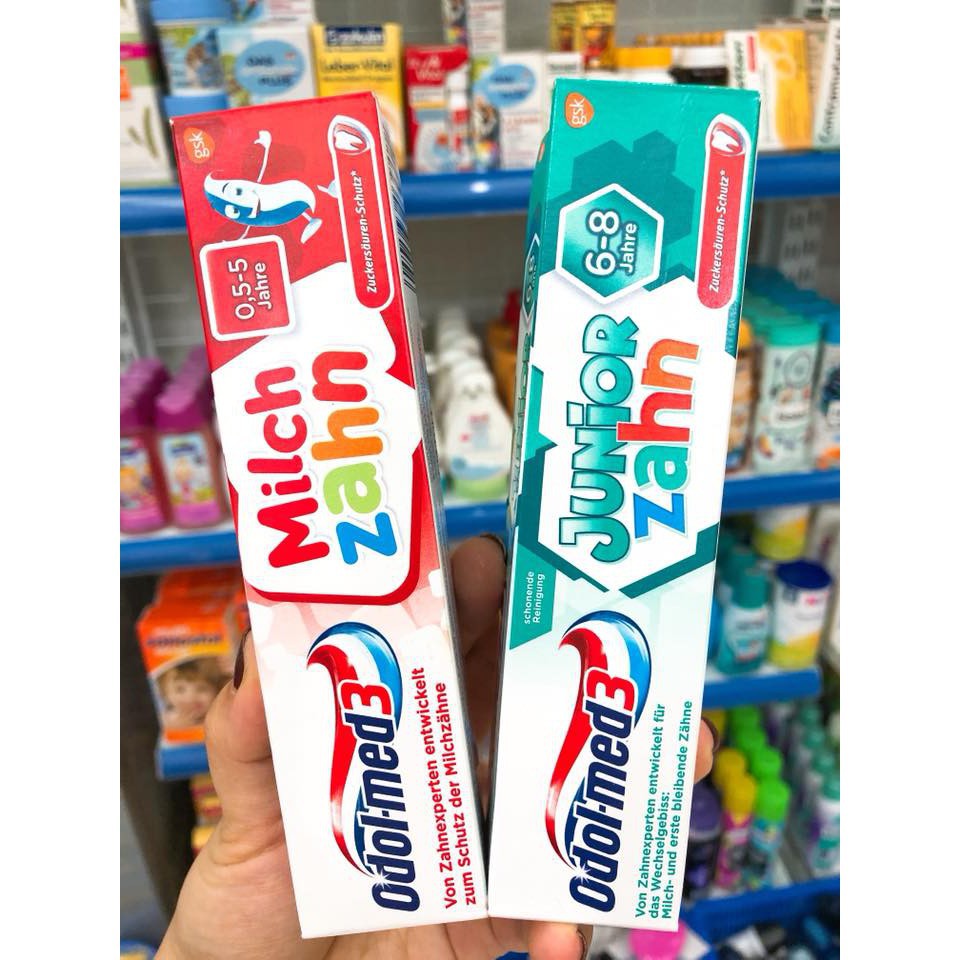 gsk
Zuckersäuren-Schutz*
0,5-5
Jahre
Milch
zahn
Odol-med3
Von Zahnexperten entwickelt
zum Schutz der Milchzähne
gsk
Zuckersäuren-Schutz*
6-8
Jahre
JUNIOR
zahn
schonende
Reinigung
Odol-med3
Von Zahnexperten entwickelt für
das Wechselgebiss:
Milch- und erste bleibende Zähne